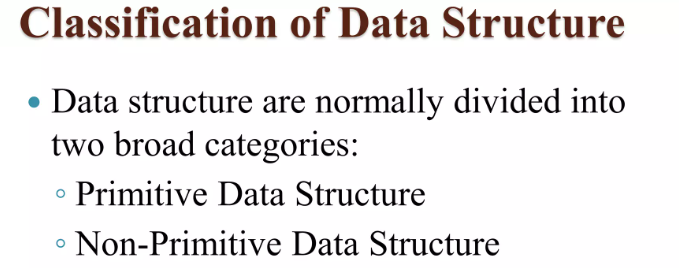 Classification of Data Structure
• Data structure are normally divided into
two broad categories:
◦ Primitive Data Structure
◦ Non-Primitive Data Structure